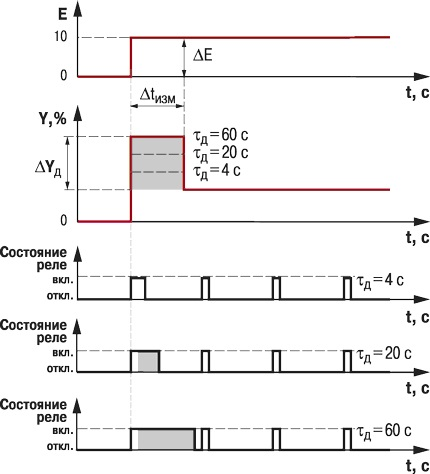 E
10
ΔE
0
t, c
Δtизм
Y, %
τд = 60 c
τд = 20 c
τд = 4 c
ΔYд
0
t, c
Состояние
реле
вкл.
τд = 4 c
откл.
t, c
Состояние
реле
вкл.
τд = 20 c
откл.
t, c
Состояние
реле
вкл.
τд = 60 c
откл.
t, c